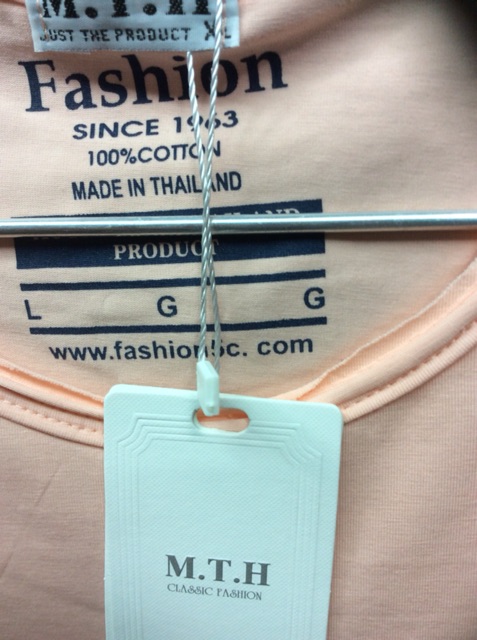 M.T.H
JUST THE PRODUCT XL
Fashion
SINCE 1963
100%COTTON
MADE IN THAILAND
PRODUCT
L G G
www.fashion5c. com
M.T.H
CLASSIC FASHION